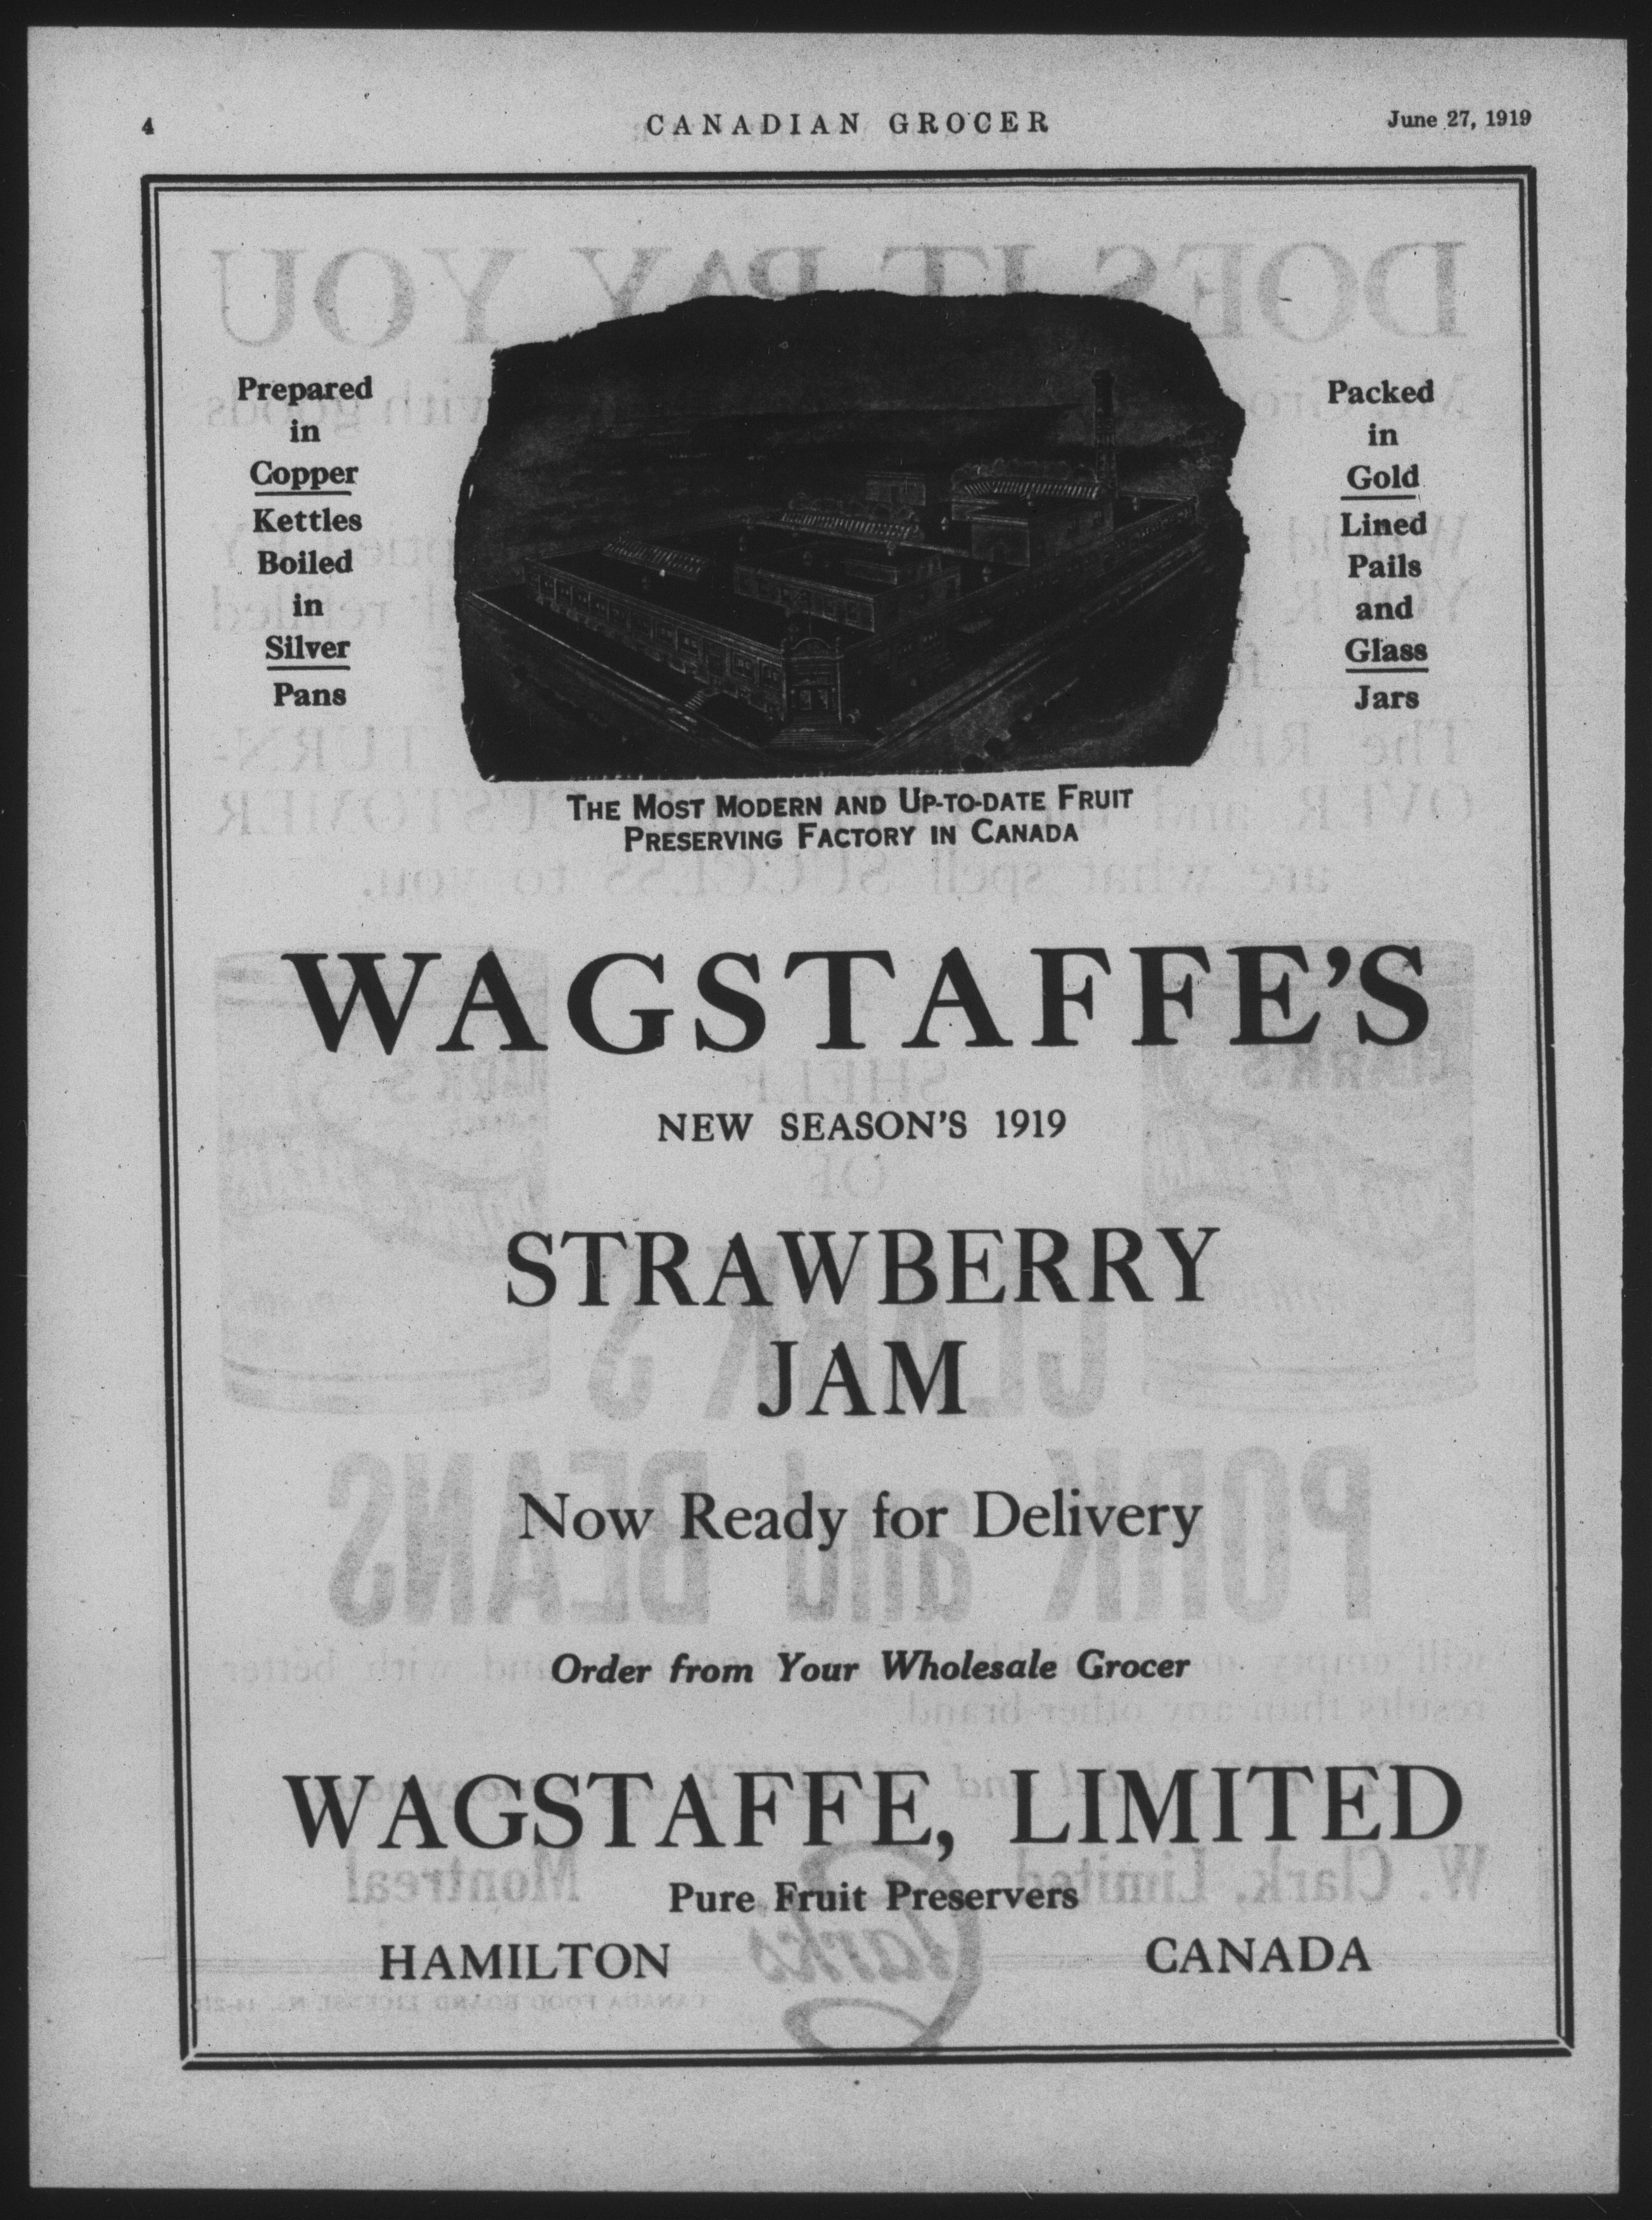 4
CANADIAN GROCER
June 27, 1919
Prepared
in
Copper
Kettles
Boiled
in
Silver
Pans
Packed
in
Gold
Lined
Pails
and
Glass
Jars
THE MOST MODERN AND UP-TO-DATE FRUIT
PRESERVING FACTORY IN CANADA
WAGSTAFFE'S
NEW SEASON'S 1919
STRAWBERRY
JAM
Now Ready for Delivery
Order from Your Wholesale Grocer
WAGSTAFFE, LIMITED
Pure Fruit Preservers
HAMILTON
CANADA